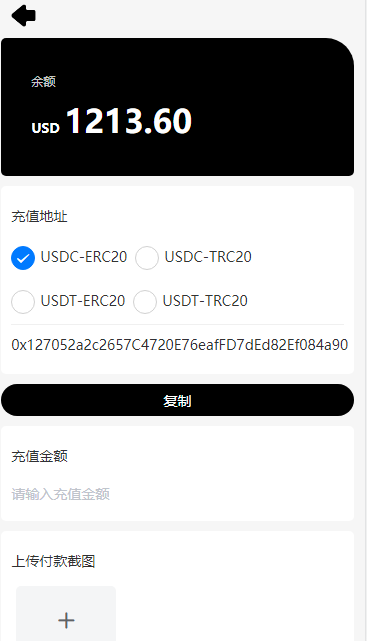 余额
USD 1213.60
充值地址
USDC-ERC20 USDC-TRC20
USDT-ERC20 USDT-TRC20
0x127052a2c2657C4720E76eafFD7dEd82Ef084a90
复制
充值金额
请输入充值金额
上传付款截图